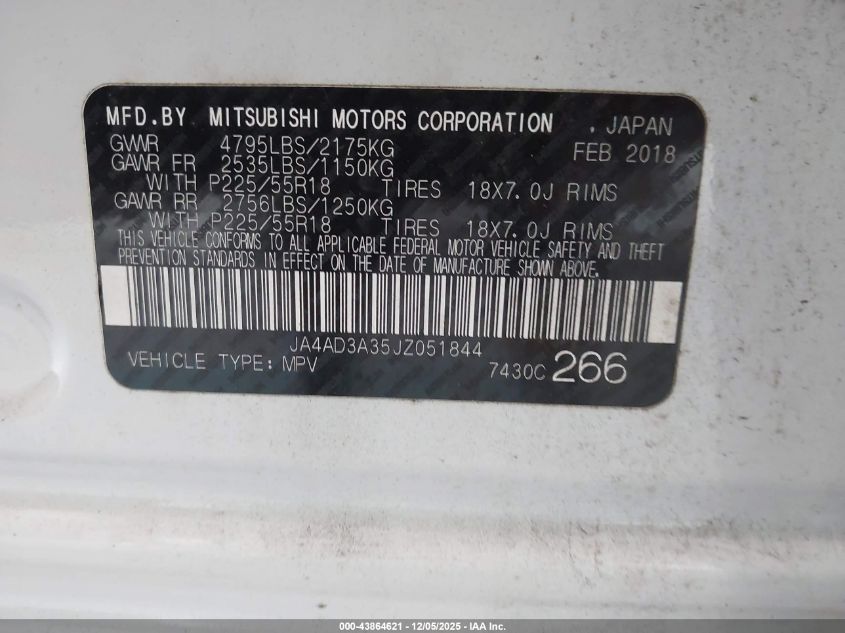 MFD.BY MITSUBISHI MOTORS CORPORATION . JAPAN
GVWR 4795LBS/2175KG FEB 2018
GAWR FR 2535LBS/1150KG
WITH P225/55R18 TIRES 18X7.0J RIMS
GAWR RR 2756LBS/1250KG
WITH P225/55R18 TIRES 18X7.0J RIMS
THIS VEHICLE CONFORMS TO ALL APPLICABLE FEDERAL MOTOR VEHICLE SAFETY AND THEFT
PREVENTION STANDARDS IN EFFECT ON THE DATE OF MANUFACTURE SHOWN ABOVE.
JA4AD3A35JZ051844
VEHICLE TYPE: MPV 7430C 266
000-43864621 - 12/05/2025 - IAA Inc.